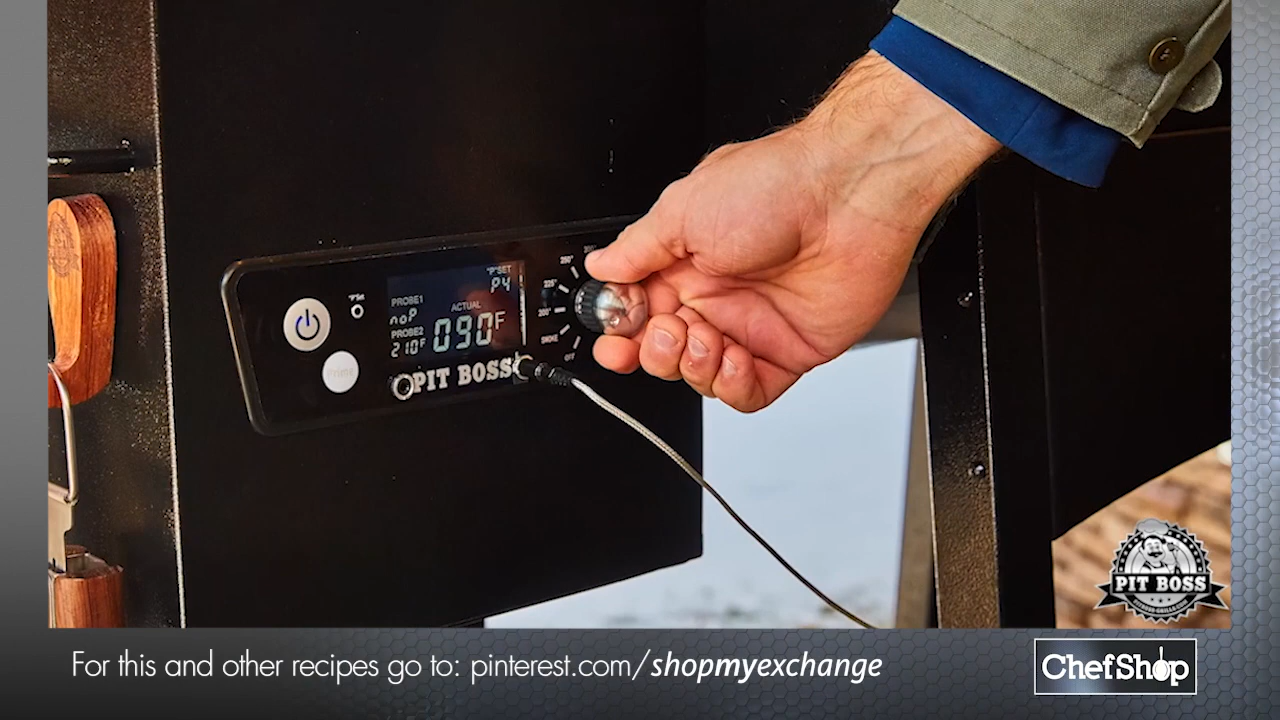 °P'SET
P4
PROBE1
noP
ACTUAL
PROBE2
090F
210F
Prime
PIT BOSS
250°
225°
200°
SMOKE
OFF
PIT BOSS
For this and other recipes go to: pinterest.com/shopmyexchange
ChefShop